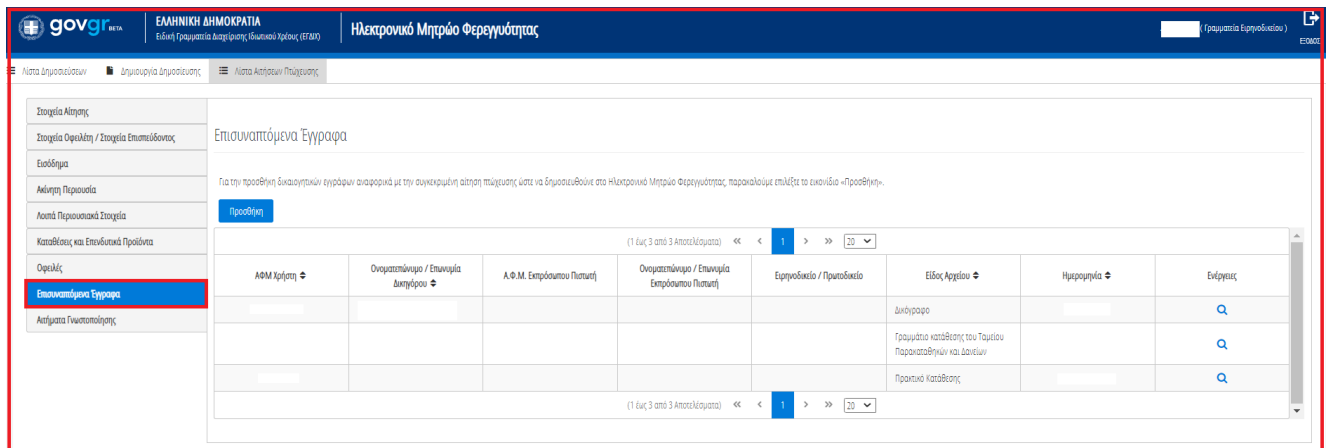 govgr BETA
ΕΛΛΗΝΙΚΗ ΔΗΜΟΚΡΑΤΙΑ
Ειδική Γραμματεία Διαχείρισης Ιδιωτικού Χρέους (ΕΓΔΙΧ)
Ηλεκτρονικό Μητρώο Φερεγγυότητας
( Γραμματεία Ειρηνοδικείου )
ΕΞΟΔΟΣ
Λίστα Δημοσιεύσεων
Δημιουργία Δημοσίευσης
Λίστα Αιτήσεων Πτώχευσης
Στοιχεία Αίτησης
Στοιχεία Οφειλέτη / Στοιχεία Επισπεύδοντος
Εισόδημα
Ακίνητη Περιουσία
Λοιπά Περιουσιακά Στοιχεία
Καταθέσεις και Επενδυτικά Προϊόντα
Οφειλές
Επισυναπτόμενα Έγγραφα
Αιτήματα Γνωστοποίησης
Επισυναπτόμενα Έγγραφα
Για την προσθήκη δικαιολογητικών εγγράφων αναφορικά με την συγκεκριμένη αίτηση πτώχευσης ώστε να δημοσιευθούνε στο Ηλεκτρονικό Μητρώο Φερεγγυότητας, παρακαλούμε επιλέξτε το εικονίδιο «Προσθήκη».
Προσθήκη
(1 έως 3 από 3 Αποτελέσματα) 1 20
ΑΦΜ Χρήστη
Ονοματεπώνυμο / Επωνυμία
Δικηγόρου
Α.Φ.Μ. Εκπρόσωπου Πιστωτή
Ονοματεπώνυμο / Επωνυμία
Εκπρόσωπου Πιστωτή
Ειρηνοδικείο / Πρωτοδικείο
Είδος Αρχείου
Ημερομηνία
Ενέργειες
Δικόγραφο
Γραμμάτιο κατάθεσης του Ταμείου
Παρακαταθηκών και Δανείων
Πρακτικό Κατάθεσης
(1 έως 3 από 3 Αποτελέσματα) 1 20